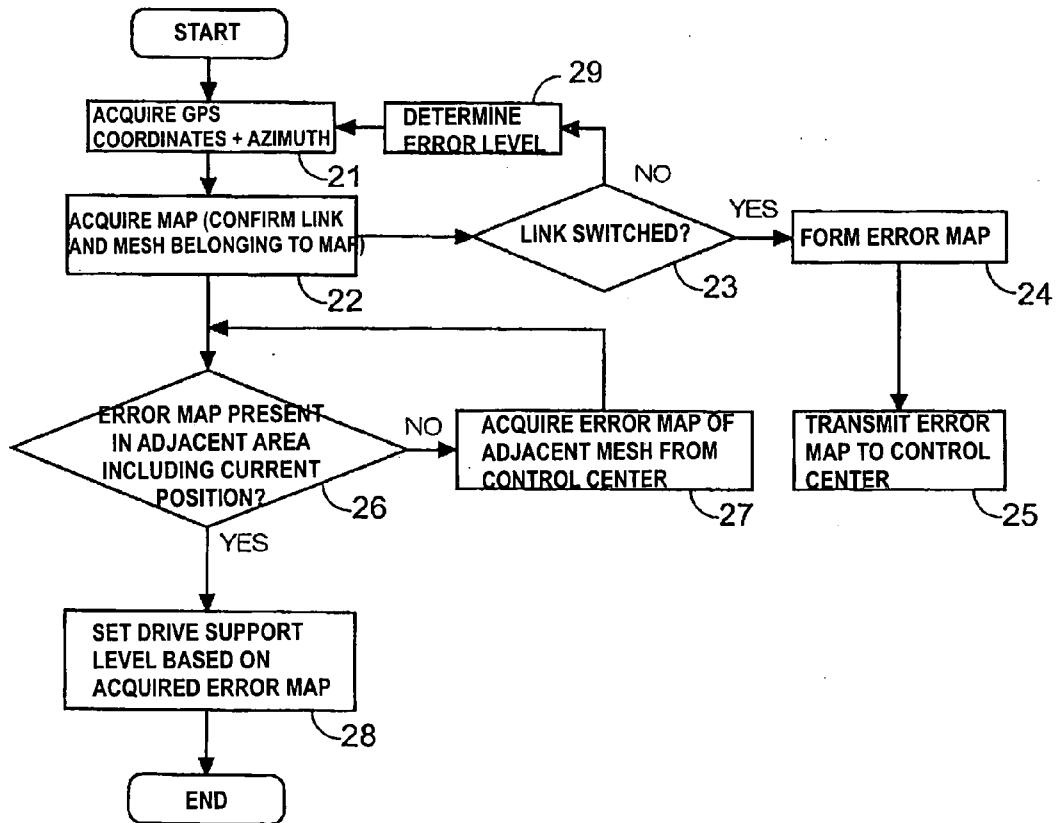 START
29
ACQUIRE GPS
COORDINATES + AZIMUTH
21
DETERMINE
ERROR LEVEL
NO
ACQUIRE MAP (CONFIRM LINK
AND MESH BELONGING TO MAP)
22
LINK SWITCHED?
23
YES
FORM ERROR MAP
24
ERROR MAP PRESENT
IN ADJACENT AREA
INCLUDING CURRENT
POSITION?
26
NO
ACQUIRE ERROR MAP OF
ADJACENT MESH FROM
CONTROL CENTER
27
TRANSMIT ERROR
MAP TO CONTROL
CENTER
25
YES
SET DRIVE SUPPORT
LEVEL BASED ON
ACQUIRED ERROR MAP
28
END